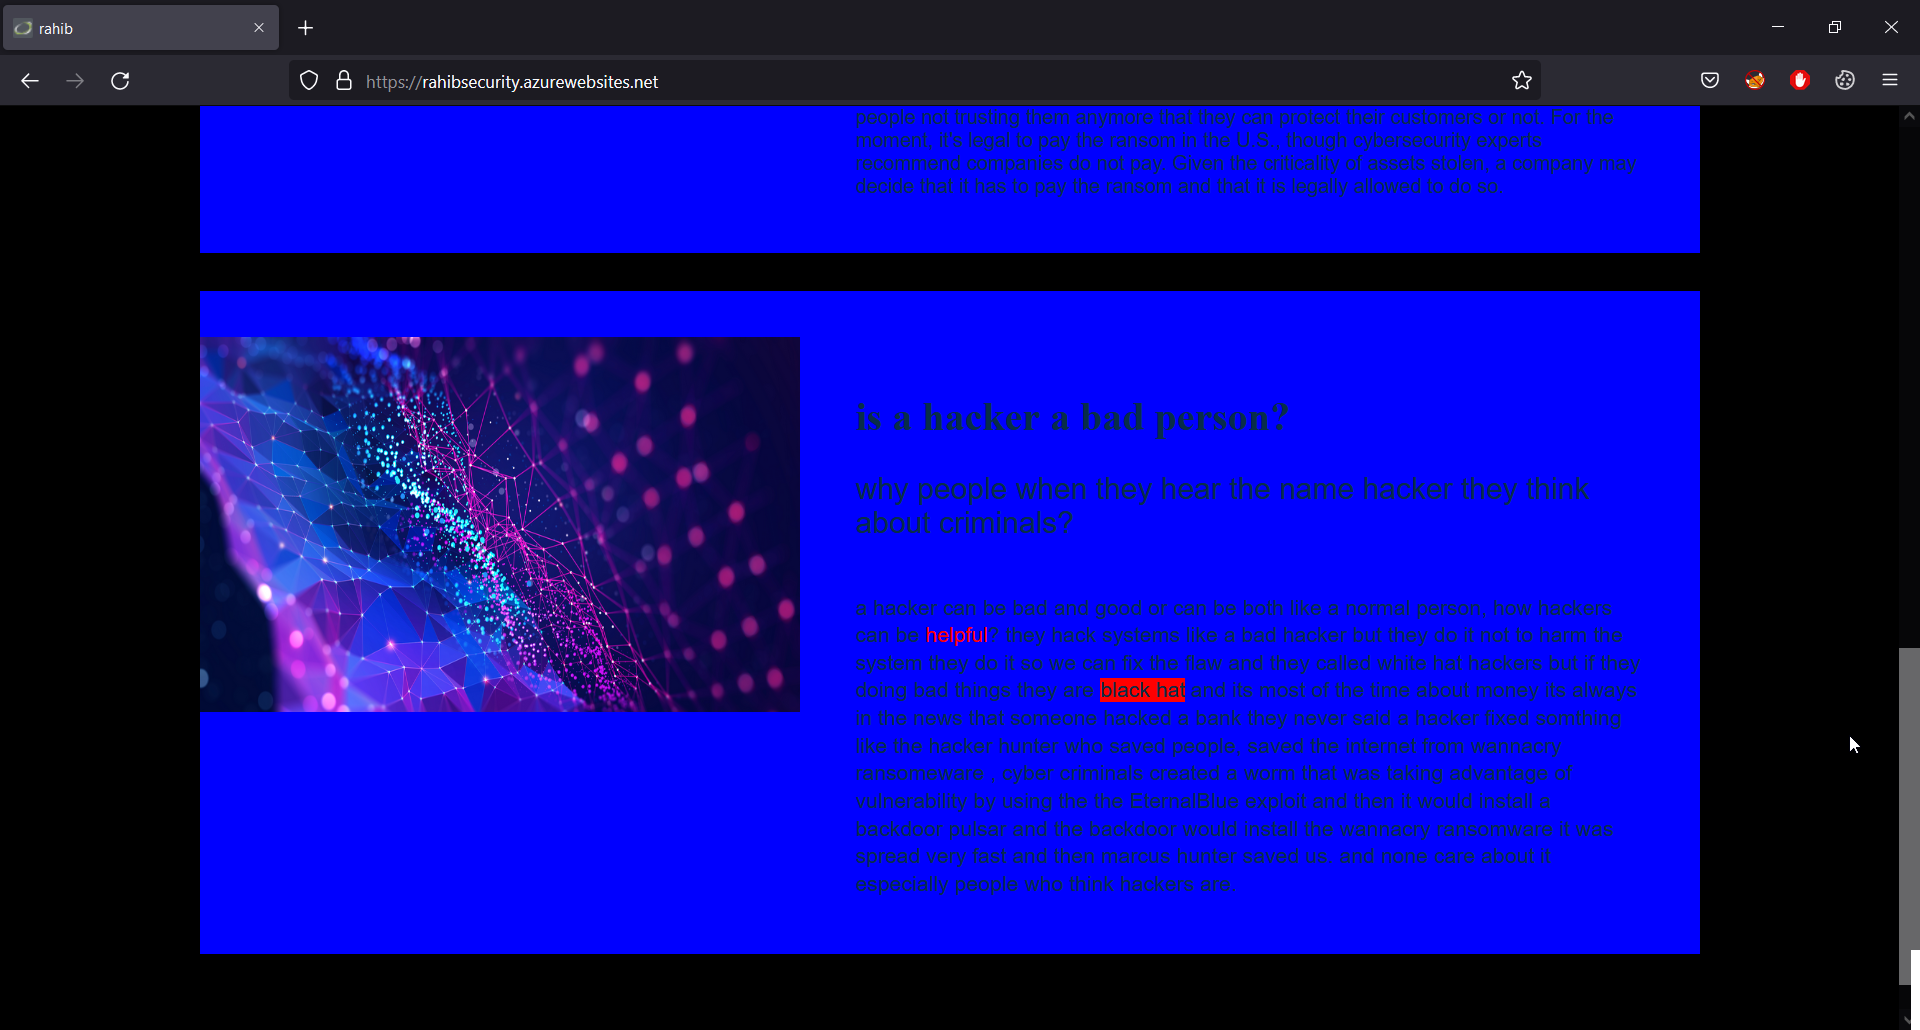 rahib
https://rahibsecurity.azurewebsites.net
people not trusting them anymore that they can protect their customers or not. For the
moment, it's legal to pay the ransom in the U.S., though cybersecurity experts
recommend companies do not pay. Given the criticality of assets stolen, a company may
decide that it has to pay the ransom and that it is legally allowed to do so.
is a hacker a bad person?
why people when they hear the name hacker they think
about criminals?
a hacker can be bad and good or can be both like a normal person, how hackers
can be helpful? they hack systems like a bad hacker but they do it not to harm the
system they do it so we can fix the flaw and they called white hat hackers but if they
doing bad things they are black hat and its most of the time about money its always
in the news that someone hacked a bank they never said a hacker fixed somthing
like the hacker hunter who saved people, saved the internet from wannacry
ransomeware , cyber criminals created a worm that was taking advantage of
vulnerability by using the the EternalBlue exploit and then it would install a
backdoor pulsar and the backdoor would install the wannacry ransomware it was
spread very fast and then marcus hunter saved us. and none care about it
especially people who think hackers are.